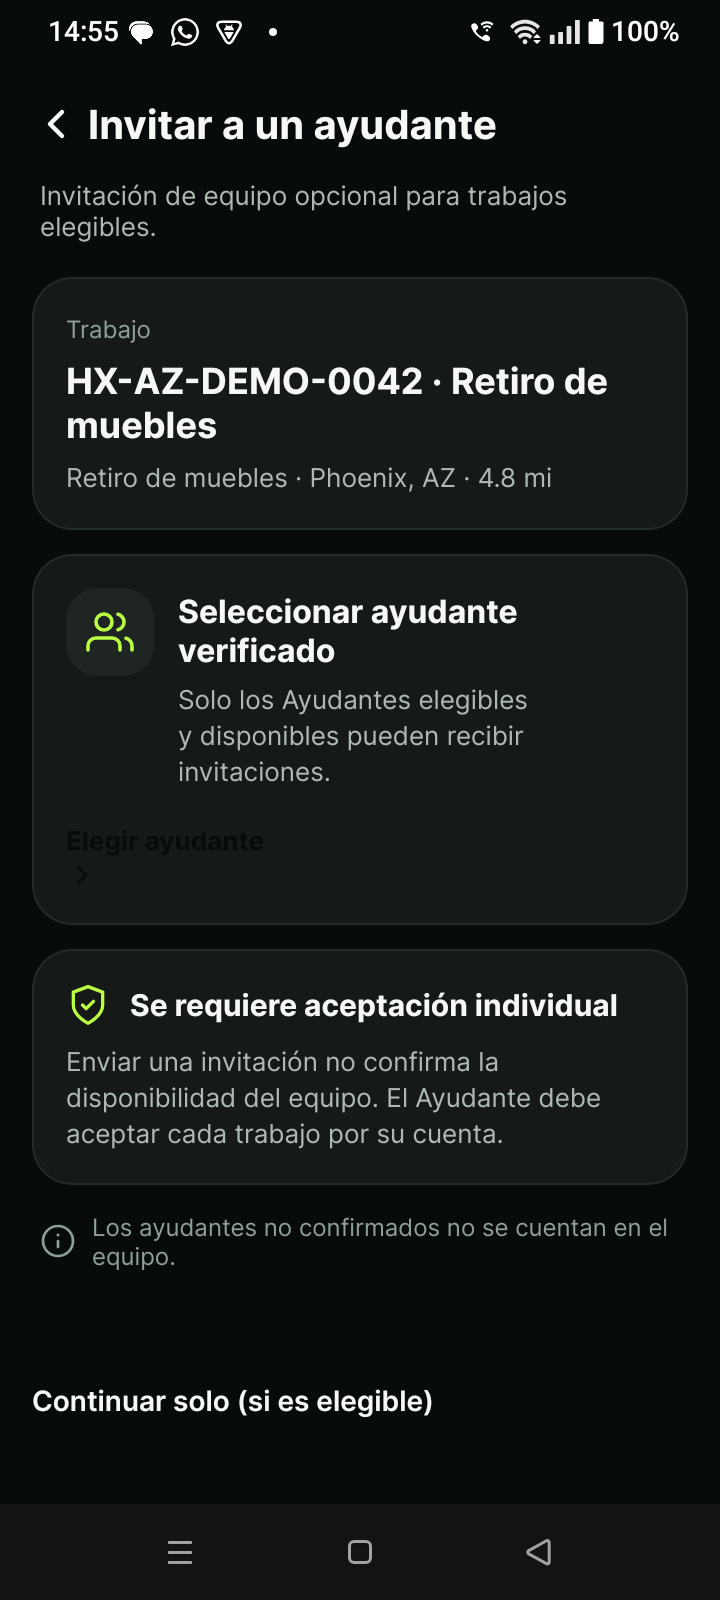 14:55
100%
Invitar a un ayudante
Invitación de equipo opcional para trabajos
elegibles.
Trabajo
HX-AZ-DEMO-0042 · Retiro de
muebles
Retiro de muebles · Phoenix, AZ · 4.8 mi
Seleccionar ayudante
verificado
Solo los Ayudantes elegibles
y disponibles pueden recibir
invitaciones.
Elegir ayudante
Se requiere aceptación individual
Enviar una invitación no confirma la
disponibilidad del equipo. El Ayudante debe
aceptar cada trabajo por su cuenta.
Los ayudantes no confirmados no se cuentan en el
equipo.
Continuar solo (si es elegible)